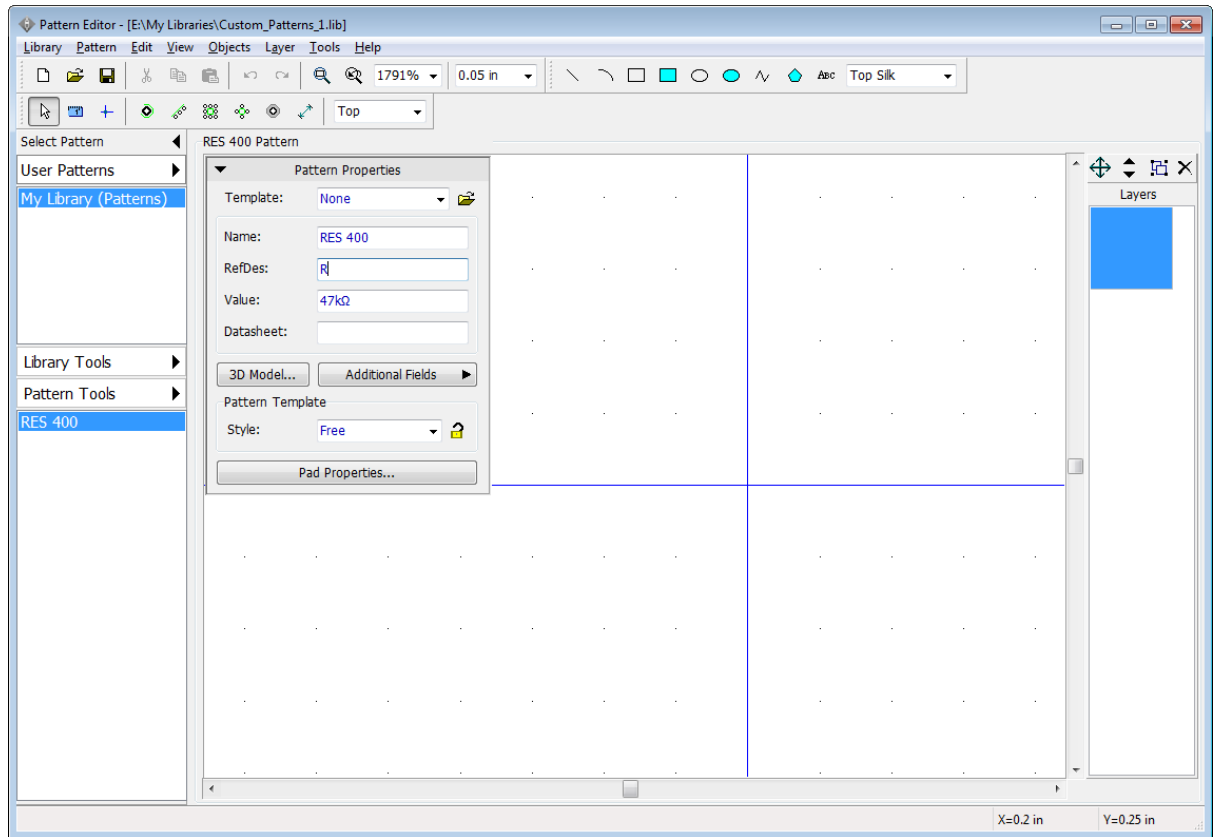 Pattern Editor - [E:\My Libraries\Custom_Patterns_1.lib]
Library Pattern Edit View Objects Layer Tools Help
1791% 0.05 in ABC Top Silk
Top
Select Pattern
RES 400 Pattern
User Patterns
My Library (Patterns)
Library Tools
Pattern Tools
RES 400
Pattern Properties
Template: None
Name: RES 400
RefDes: R
Value: 47kΩ
Datasheet:
3D Model... Additional Fields
Pattern Template
Style: Free
Pad Properties...
Layers
X=0.2 in Y=0.25 in